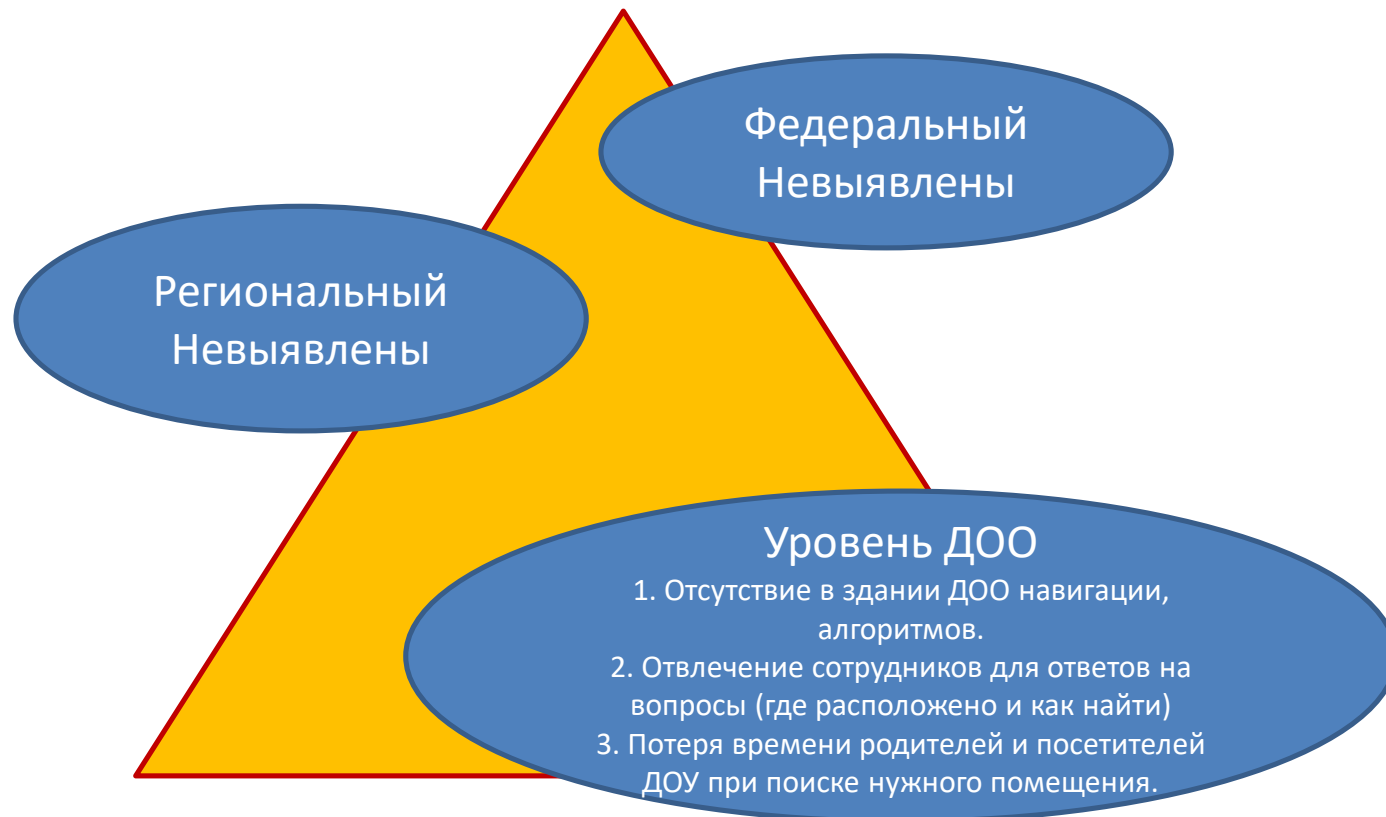 Федеральный
Невыявлены
Региональный
Невыявлены
Уровень ДОО
1. Отсутствие в здании ДОО навигации,
алгоритмов.
2. Отвлечение сотрудников для ответов на
вопросы (где расположено и как найти)
3. Потеря времени родителей и посетителей
ДОУ при поиске нужного помещения.